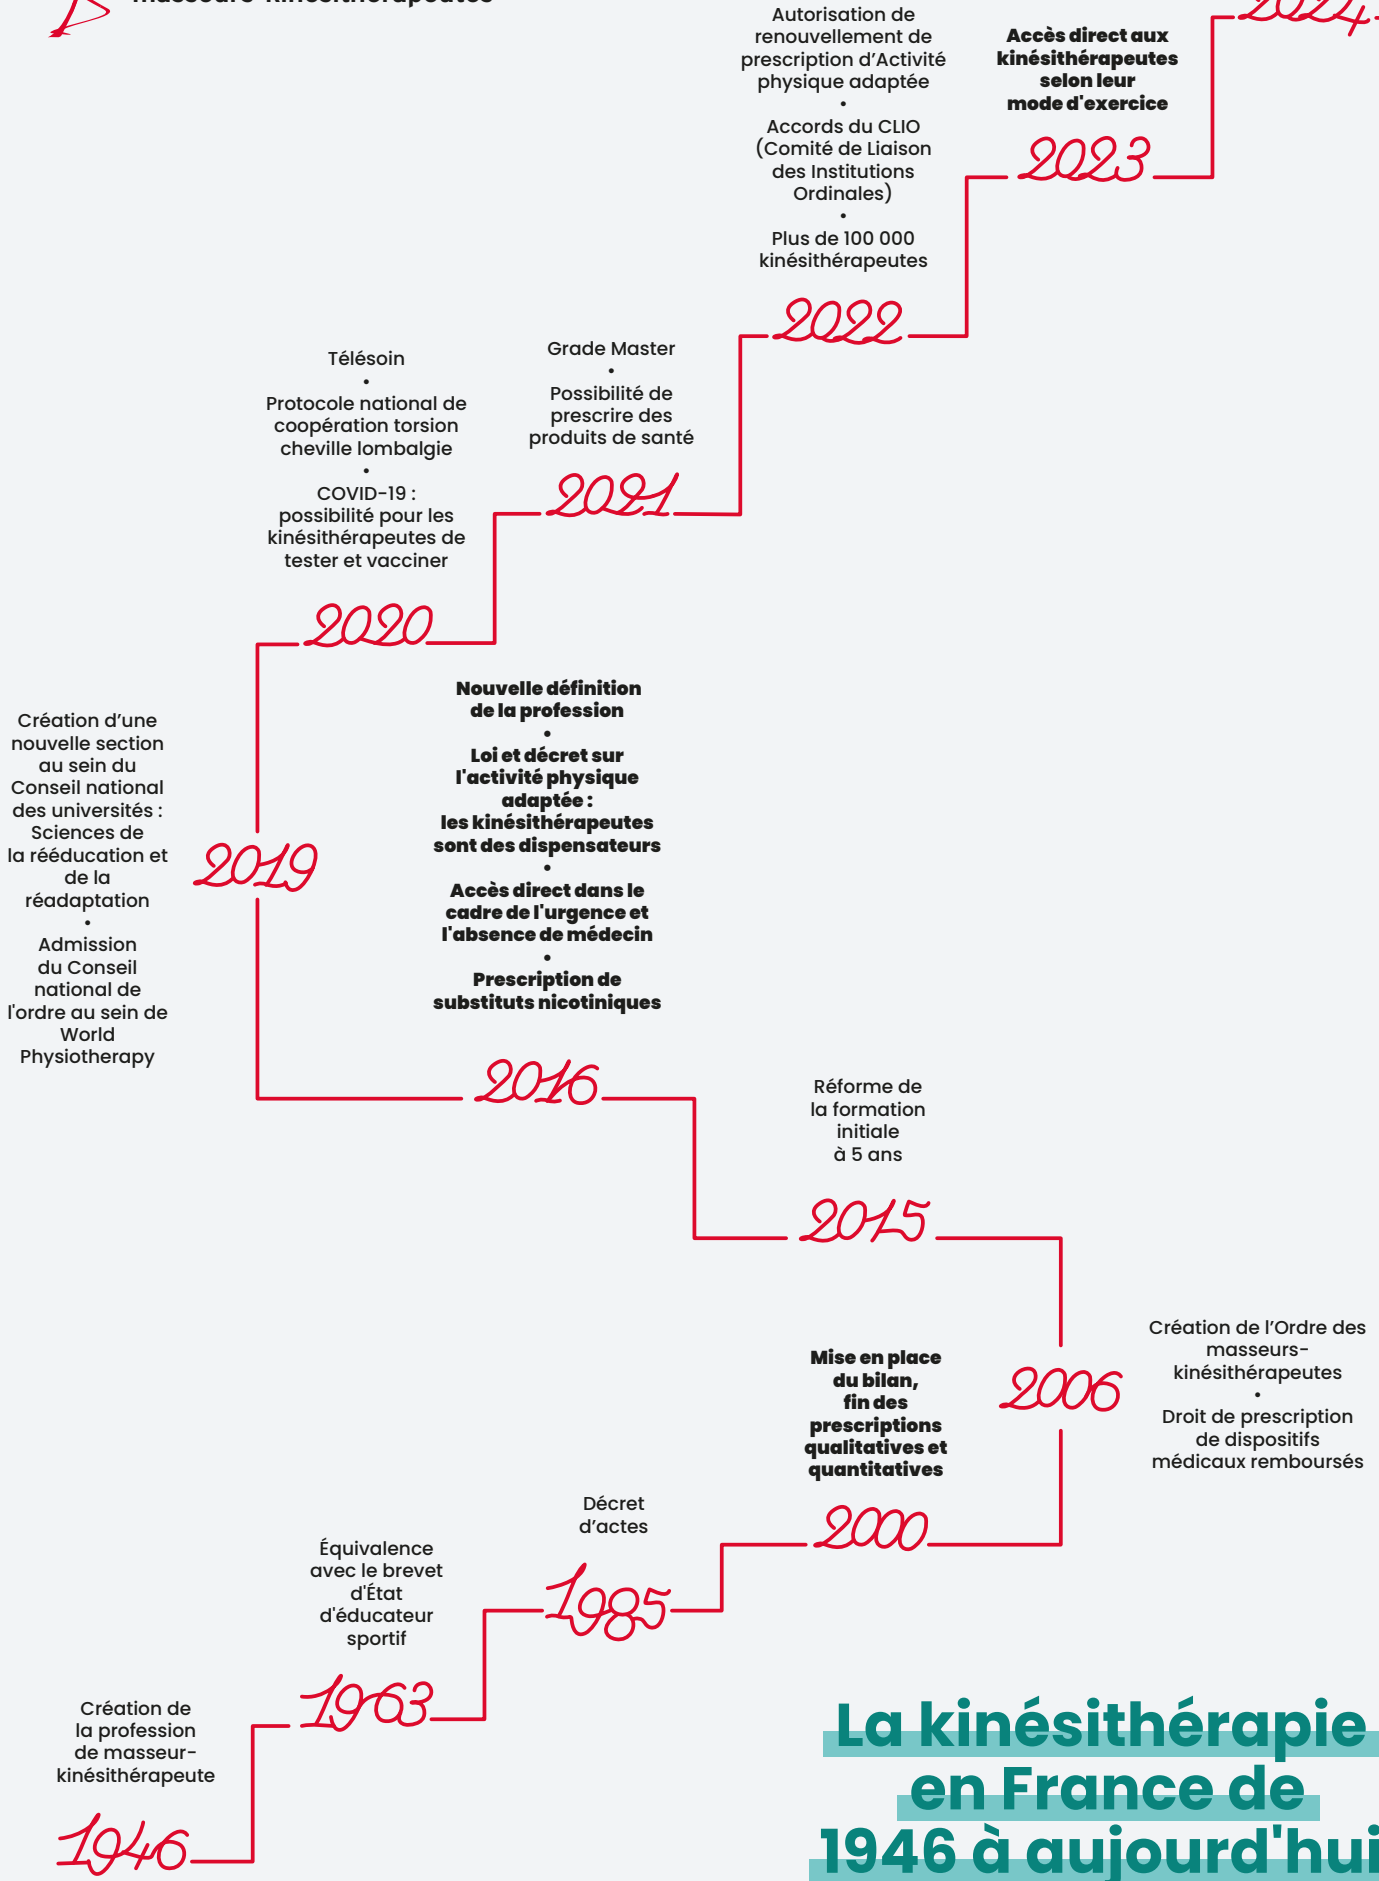 masseurs-kinésithérapeutes
2024
Autorisation de
renouvellement de
prescription d’Activité
physique adaptée
•
Accords du CLIO
(Comité de Liaison
des Institutions
Ordinales)
•
Plus de 100 000
kinésithérapeutes
2022
Accès direct aux
kinésithérapeutes
selon leur
mode d'exercice
2023
Télésoin
•
Protocole national de
coopération torsion
cheville lombalgie
•
COVID-19 :
possibilité pour les
kinésithérapeutes de
tester et vacciner
2020
Grade Master
•
Possibilité de
prescrire des
produits de santé
2021
Création d’une
nouvelle section
au sein du
Conseil national
des universités :
Sciences de
la rééducation et
de la
réadaptation
•
Admission
du Conseil
national de
l'ordre au sein de
World
Physiotherapy
2019
Nouvelle définition
de la profession
•
Loi et décret sur
l'activité physique
adaptée :
les kinésithérapeutes
sont des dispensateurs
•
Accès direct dans le
cadre de l'urgence et
l'absence de médecin
•
Prescription de
substituts nicotiniques
2016
Réforme de
la formation
initiale
à 5 ans
2015
Création de l’Ordre des
masseurs-
kinésithérapeutes
•
Droit de prescription
de dispositifs
médicaux remboursés
2006
Mise en place
du bilan,
fin des
prescriptions
qualitatives et
quantitatives
2000
Décret
d’actes
1985
Équivalence
avec le brevet
d'État
d'éducateur
sportif
1963
Création de
la profession
de masseur-
kinésithérapeute
1946
La kinésithérapie
en France de
1946 à aujourd'hui